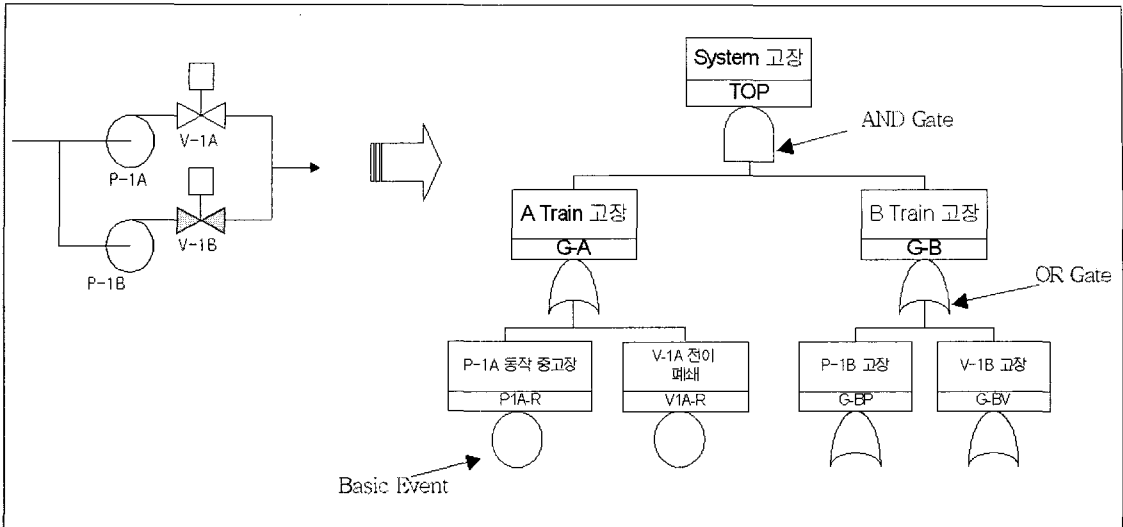 V-1A
P-1A
V-1B
P-1B
System 고장
TOP
AND Gate
A Train 고장
G-A
B Train 고장
G-B
OR Gate
P-1A 동작 중고장
P1A-R
V-1A 전이
폐쇄
V1A-R
P-1B 고장
G-BP
V-1B 고장
G-BV
Basic Event